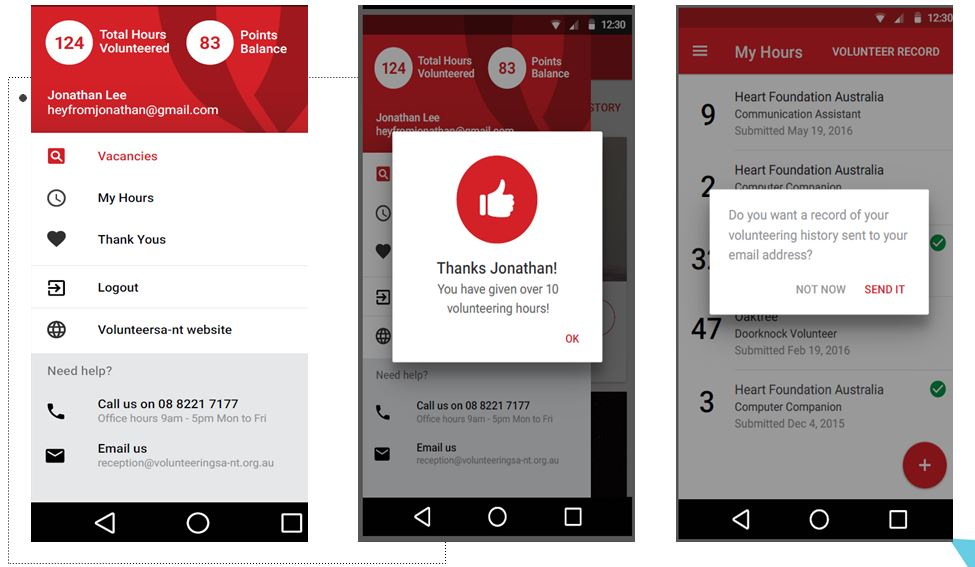 124
Total Hours
Volunteered
83
Points
Balance
Jonathan Lee
heyfromjonathan@gmail.com
Vacancies
My Hours
Thank Yous
Logout
Volunteersa-nt website
Need help?
Call us on 08 8221 7177
Office hours 9am - 5pm Mon to Fri
Email us
reception@volunteeringsa-nt.org.au
12:30
124
Total Hours
Volunteered
83
Points
Balance
Jonathan Lee
heyfromjonathan@gmail.com
STORY
Thanks Jonathan!
You have given over 10
volunteering hours!
OK
Need help?
Call us on 08 8221 7177
Office hours 9am - 5pm Mon to Fri
Email us
reception@volunteeringsa-nt.org.au
12:30
My Hours
VOLUNTEER RECORD
9
Heart Foundation Australia
Communication Assistant
Submitted May 19, 2016
2
Heart Foundation Australia
Computer Companion
Do you want a record of your
volunteering history sent to your
email address?
NOT NOW
SEND IT
47
Oaktree
Doorknock Volunteer
Submitted Feb 19, 2016
3
Heart Foundation Australia
Computer Companion
Submitted Dec 4, 2015